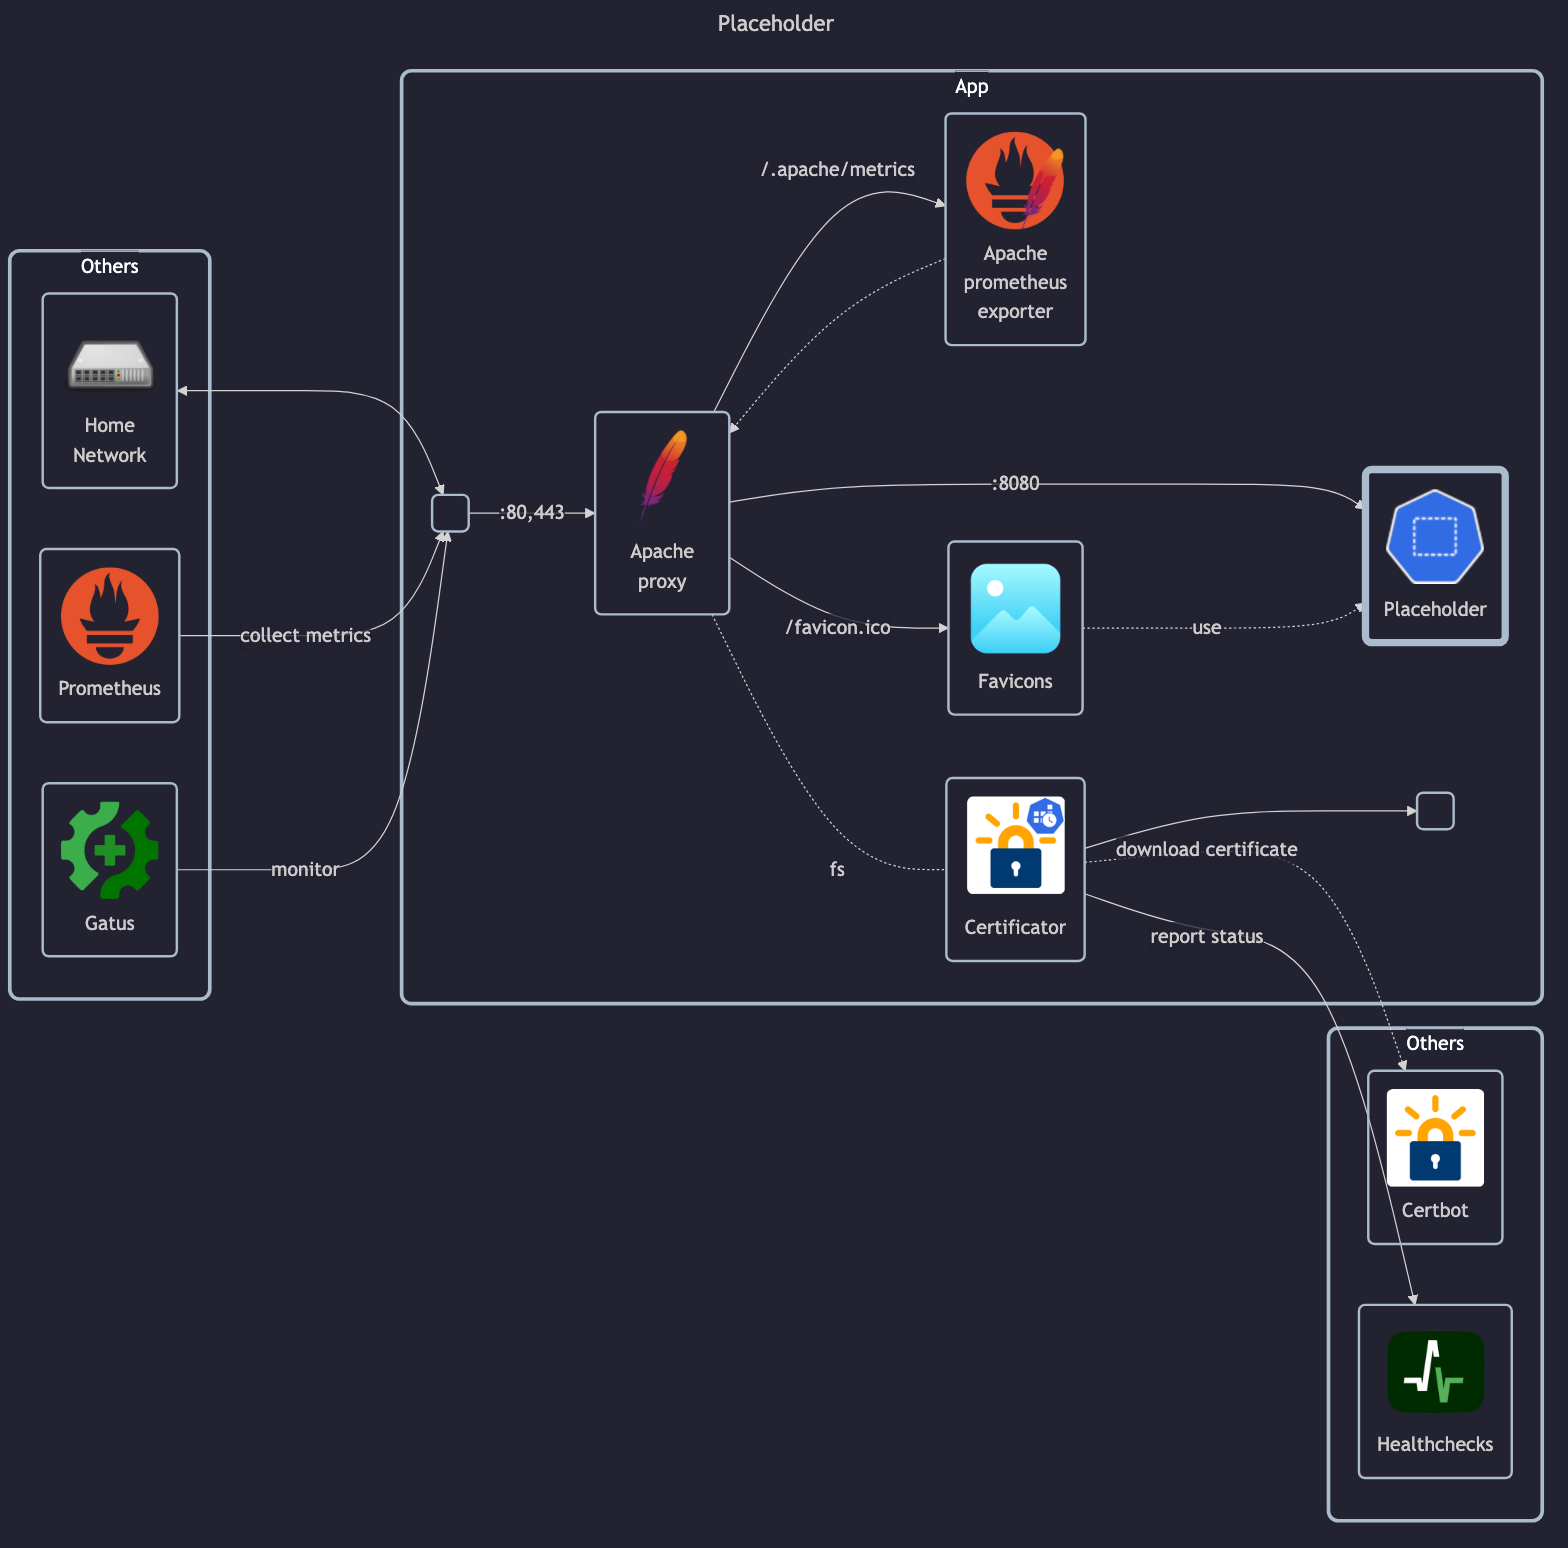 Placeholder
App
/.apache/metrics
Apache
prometheus
exporter
Others
Home
Network
:80,443
Apache
proxy
:8080
Placeholder
collect metrics
Prometheus
/favicon.ico
use
Favicons
monitor
Gatus
fs
Certificator
download certificate
report status
Others
Certbot
Healthchecks